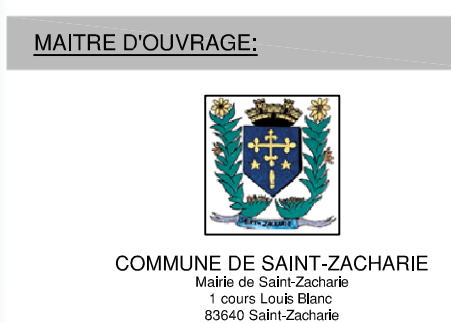 MAITRE D'OUVRAGE:
COMMUNE DE SAINT-ZACHARIE
Mairie de Saint-Zacharie
1 cours Louis Blanc
83640 Saint-Zacharie